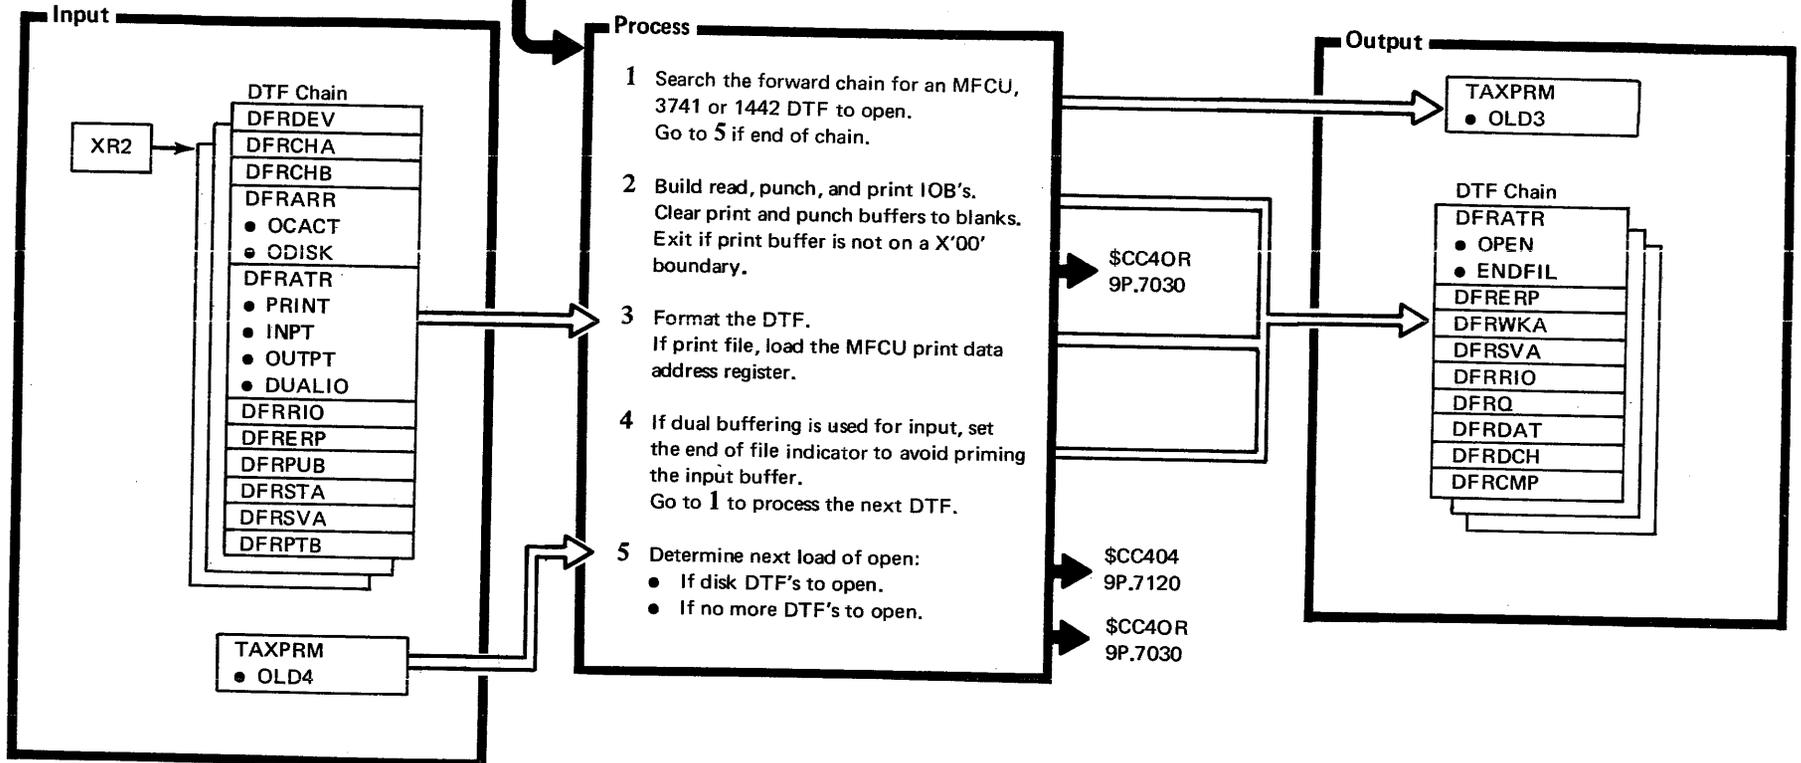 Input
DTF Chain
XR2
DFRDEV
DFRCHA
DFRCHB
DFRARR
● OCACT
● ODISK
DFRATR
● PRINT
● INPT
● OUTPT
● DUALIO
DFRRIO
DFRERP
DFRPUB
DFRSTA
DFRSVA
DFRPTB
TAXPRM
● OLD4
Process
1 Search the forward chain for an MFCU,
3741 or 1442 DTF to open.
Go to 5 if end of chain.
2 Build read, punch, and print IOB's.
Clear print and punch buffers to blanks.
Exit if print buffer is not on a X'00'
boundary.
3 Format the DTF.
If print file, load the MFCU print data
address register.
4 If dual buffering is used for input, set
the end of file indicator to avoid priming
the input buffer.
Go to 1 to process the next DTF.
5 Determine next load of open:
● If disk DTF's to open.
● If no more DTF's to open.
$CC4OR
9P.7030
$CC404
9P.7120
$CC4OR
9P.7030
Output
TAXPRM
● OLD3
DTF Chain
DFRATR
● OPEN
● ENDFIL
DFRERP
DFRWKA
DFRSVA
DFRRIO
DFRQ
DFRDAT
DFRDCH
DFRCMP